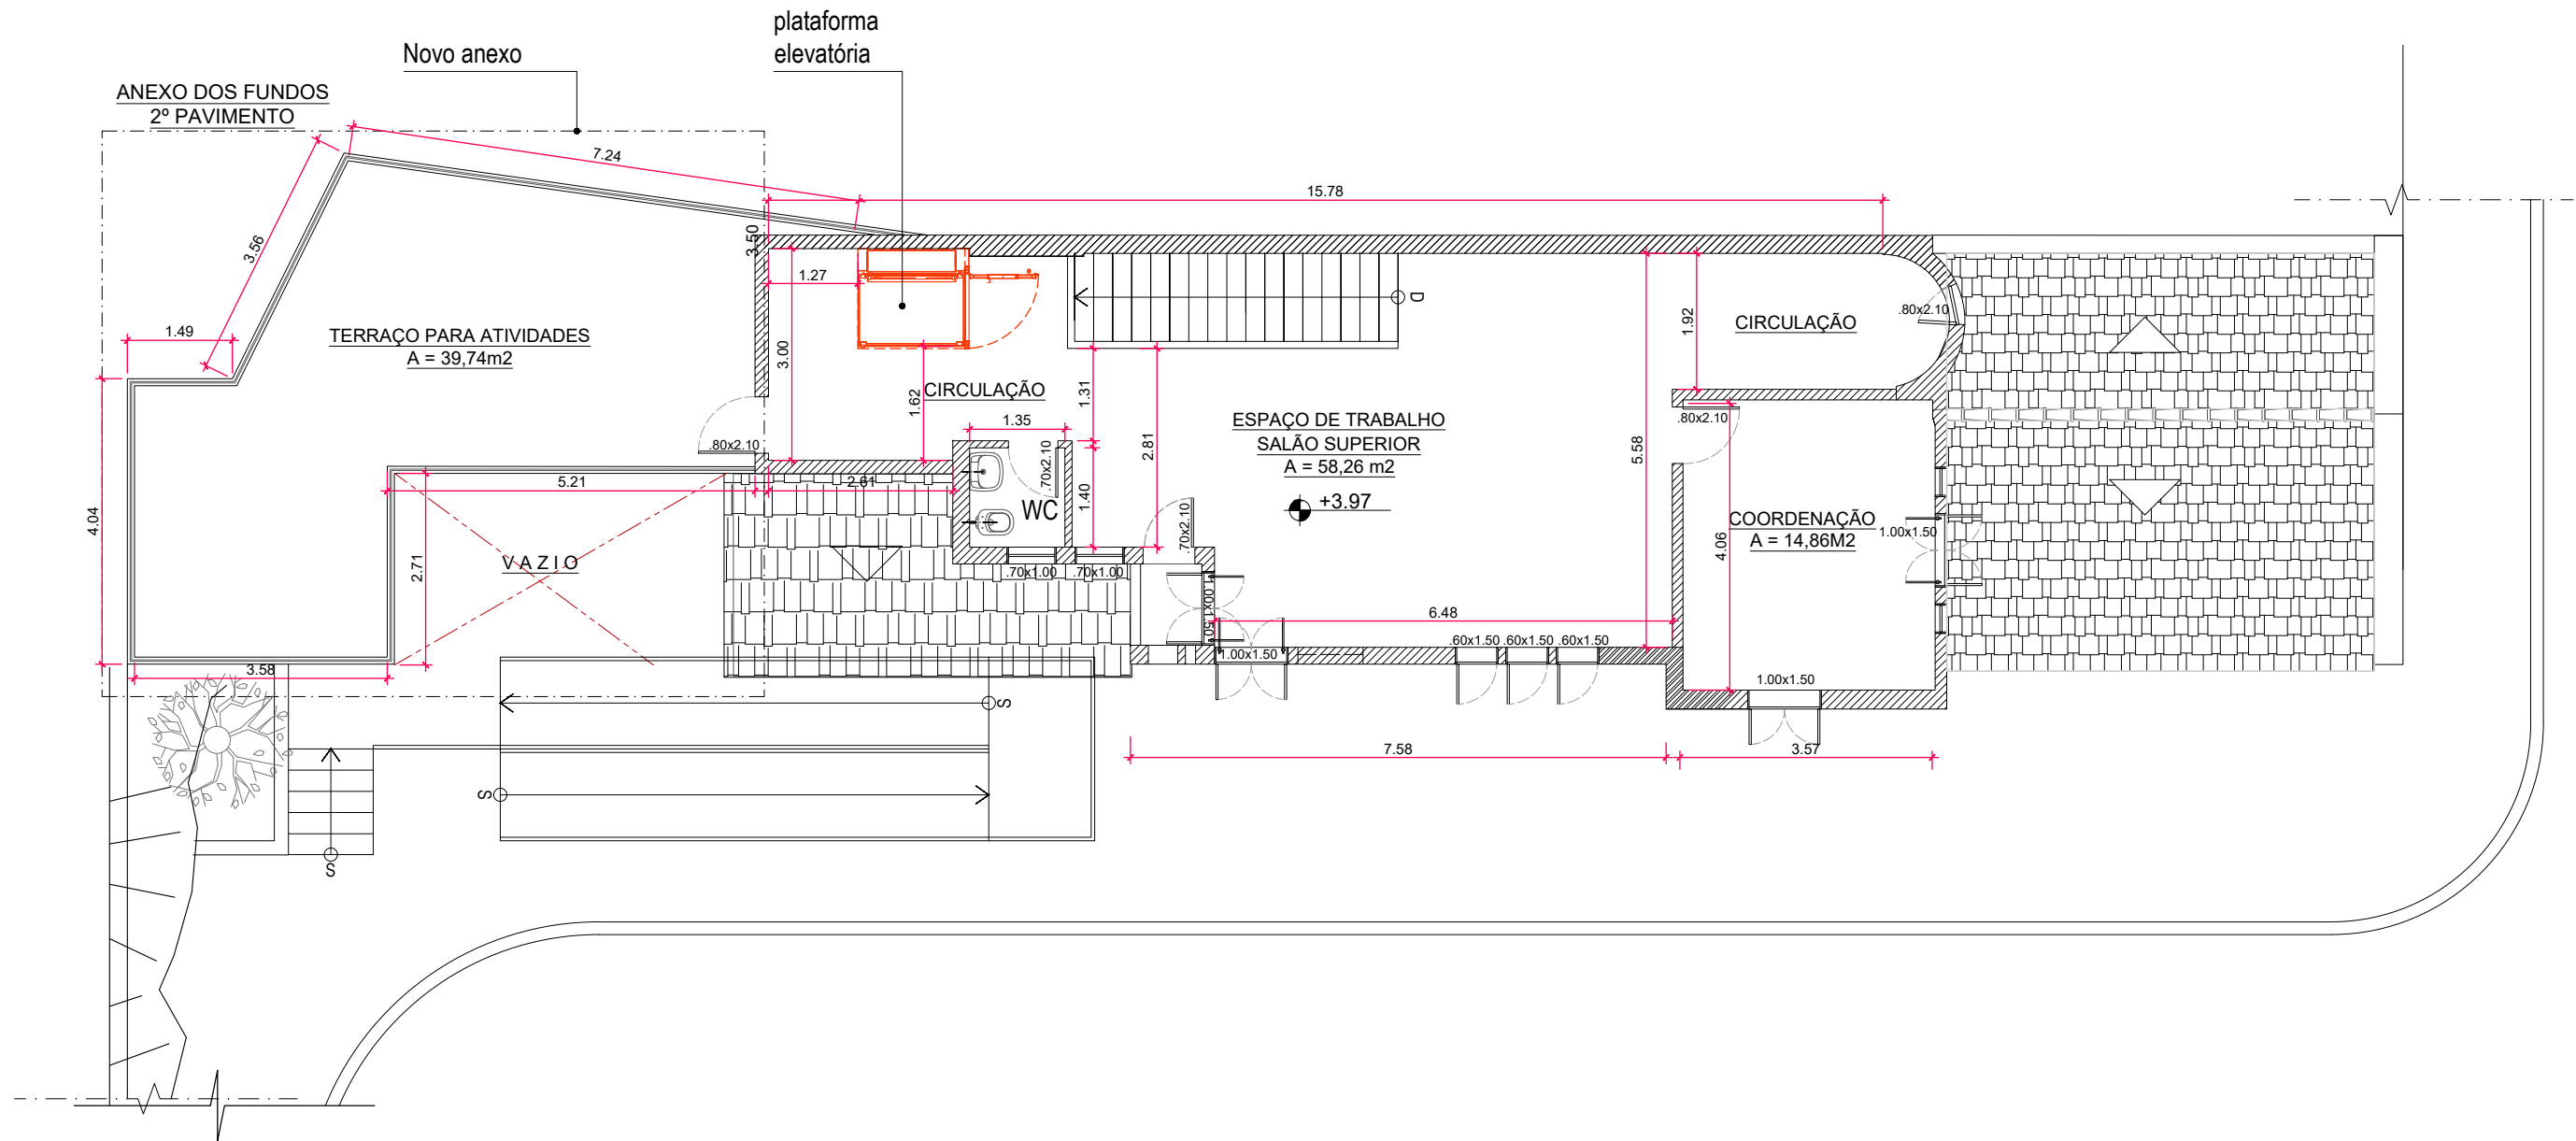 plataforma
elevatória
Novo anexo
ANEXO DOS FUNDOS
2º PAVIMENTO
7.24
15.78
3.56
3.50
1.27
1.49
TERRAÇO PARA ATIVIDADES
A = 39,74m2
3.00
D
1.92
CIRCULAÇÃO
.80x2.10
CIRCULAÇÃO
1.62
1.31
1.35
2.81
ESPAÇO DE TRABALHO
SALÃO SUPERIOR
A = 58,26 m2
+3.97
5.58
.80x2.10
.80x2.10
.70x2.10
WC
1.40
.70x2.10
5.21
2.61
4.04
2.71
VAZIO
COORDENAÇÃO
A = 14,86M2
4.06
1.00x1.50
.70x1.00
.70x1.00
1.00x1.50
6.48
.60x1.50
.60x1.50
.60x1.50
1.00x1.50
3.58
1.00x1.50
S
7.58
3.57
S
S